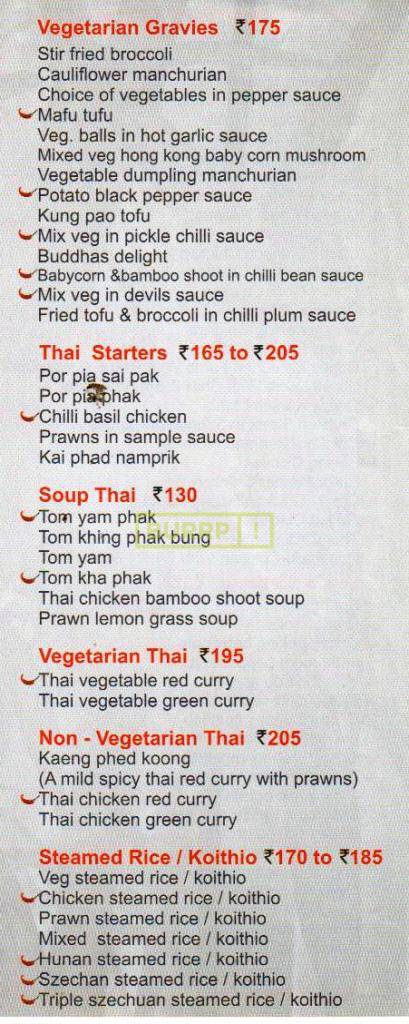 Vegetarian Gravies ₹175
Stir fried broccoli
Cauliflower manchurian
Choice of vegetables in pepper sauce
Mafu tufu
Veg. balls in hot garlic sauce
Mixed veg hong kong baby corn mushroom
Vegetable dumpling manchurian
Potato black pepper sauce
Kung pao tofu
Mix veg in pickle chilli sauce
Buddhas delight
Babycorn &bamboo shoot in chilli bean sauce
Mix veg in devils sauce
Fried tofu & broccoli in chilli plum sauce
Thai Starters ₹165 to ₹205
Por pia sai pak
Por pia phak
Chilli basil chicken
Prawns in sample sauce
Kai phad namprik
Soup Thai ₹130
Tom yam phak
BURRP!
Tom khing phak bung
Tom yam
Tom kha phak
Thai chicken bamboo shoot soup
Prawn lemon grass soup
Vegetarian Thai ₹195
Thai vegetable red curry
Thai vegetable green curry
Non - Vegetarian Thai ₹205
Kaeng phed koong
(A mild spicy thai red curry with prawns)
Thai chicken red curry
Thai chicken green curry
Steamed Rice / Koithio ₹170 to ₹185
Veg steamed rice / koithio
Chicken steamed rice / koithio
Prawn steamed rice / koithio
Mixed steamed rice / koithio
Hunan steamed rice / koithio
Szechan steamed rice / koithio
Triple szechuan steamed rice / koithio